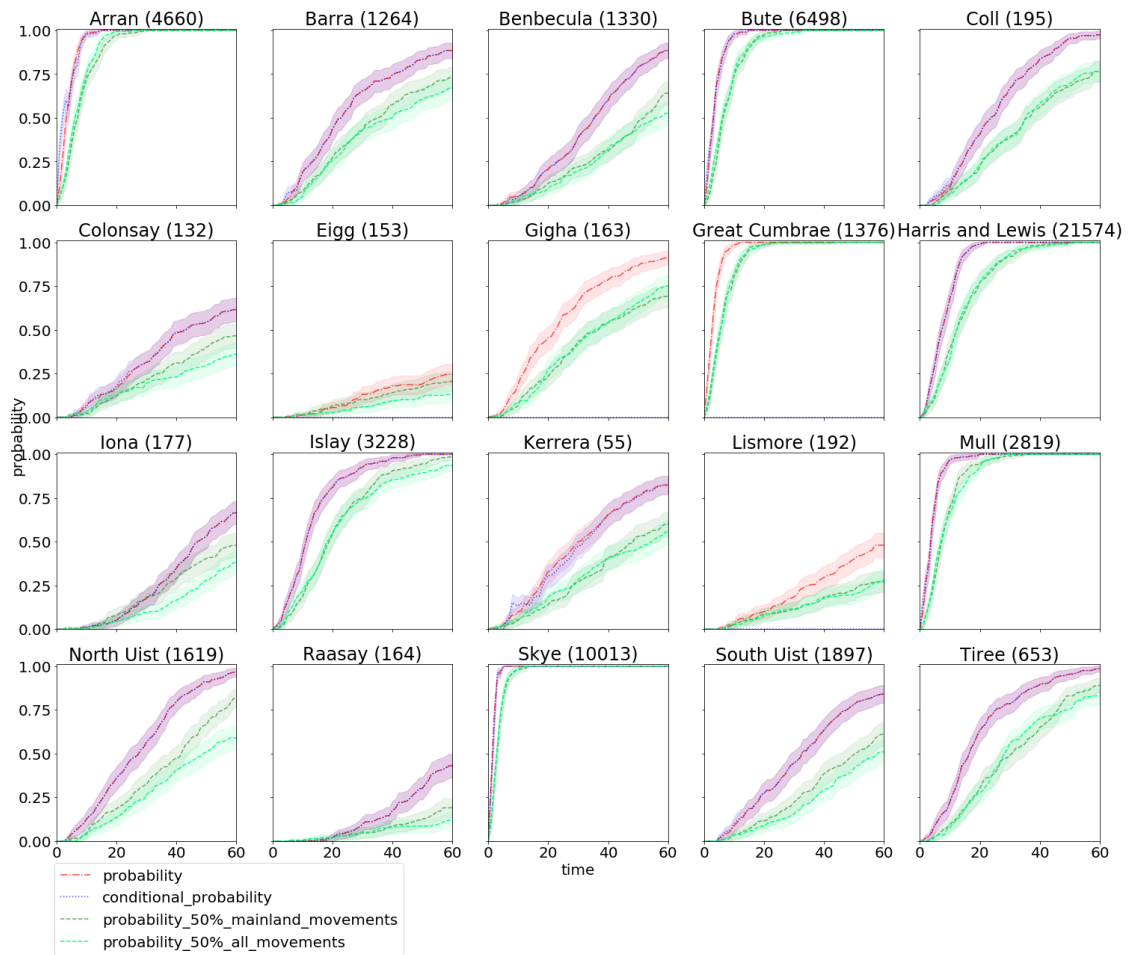 Arran (4660) Barra (1264) Benbecula (1330) Bute (6498) Coll (195)
1.00
0.75
0.50
0.25
0.00
Colonsay (132) Eigg (153) Gigha (163) Great Cumbrae (1376) Harris and Lewis (21574)
1.00
0.75
0.50
0.25
0.00
probability
Iona (177) Islay (3228) Kerrera (55) Lismore (192) Mull (2819)
1.00
0.75
0.50
0.25
0.00
North Uist (1619) Raasay (164) Skye (10013) South Uist (1897) Tiree (653)
1.00
0.75
0.50
0.25
0.00
0 20 40 60 0 20 40 60 0 20 40 60 0 20 40 60 0 20 40 60
time
probability
conditional_probability
probability_50%_mainland_movements
probability_50%_all_movements